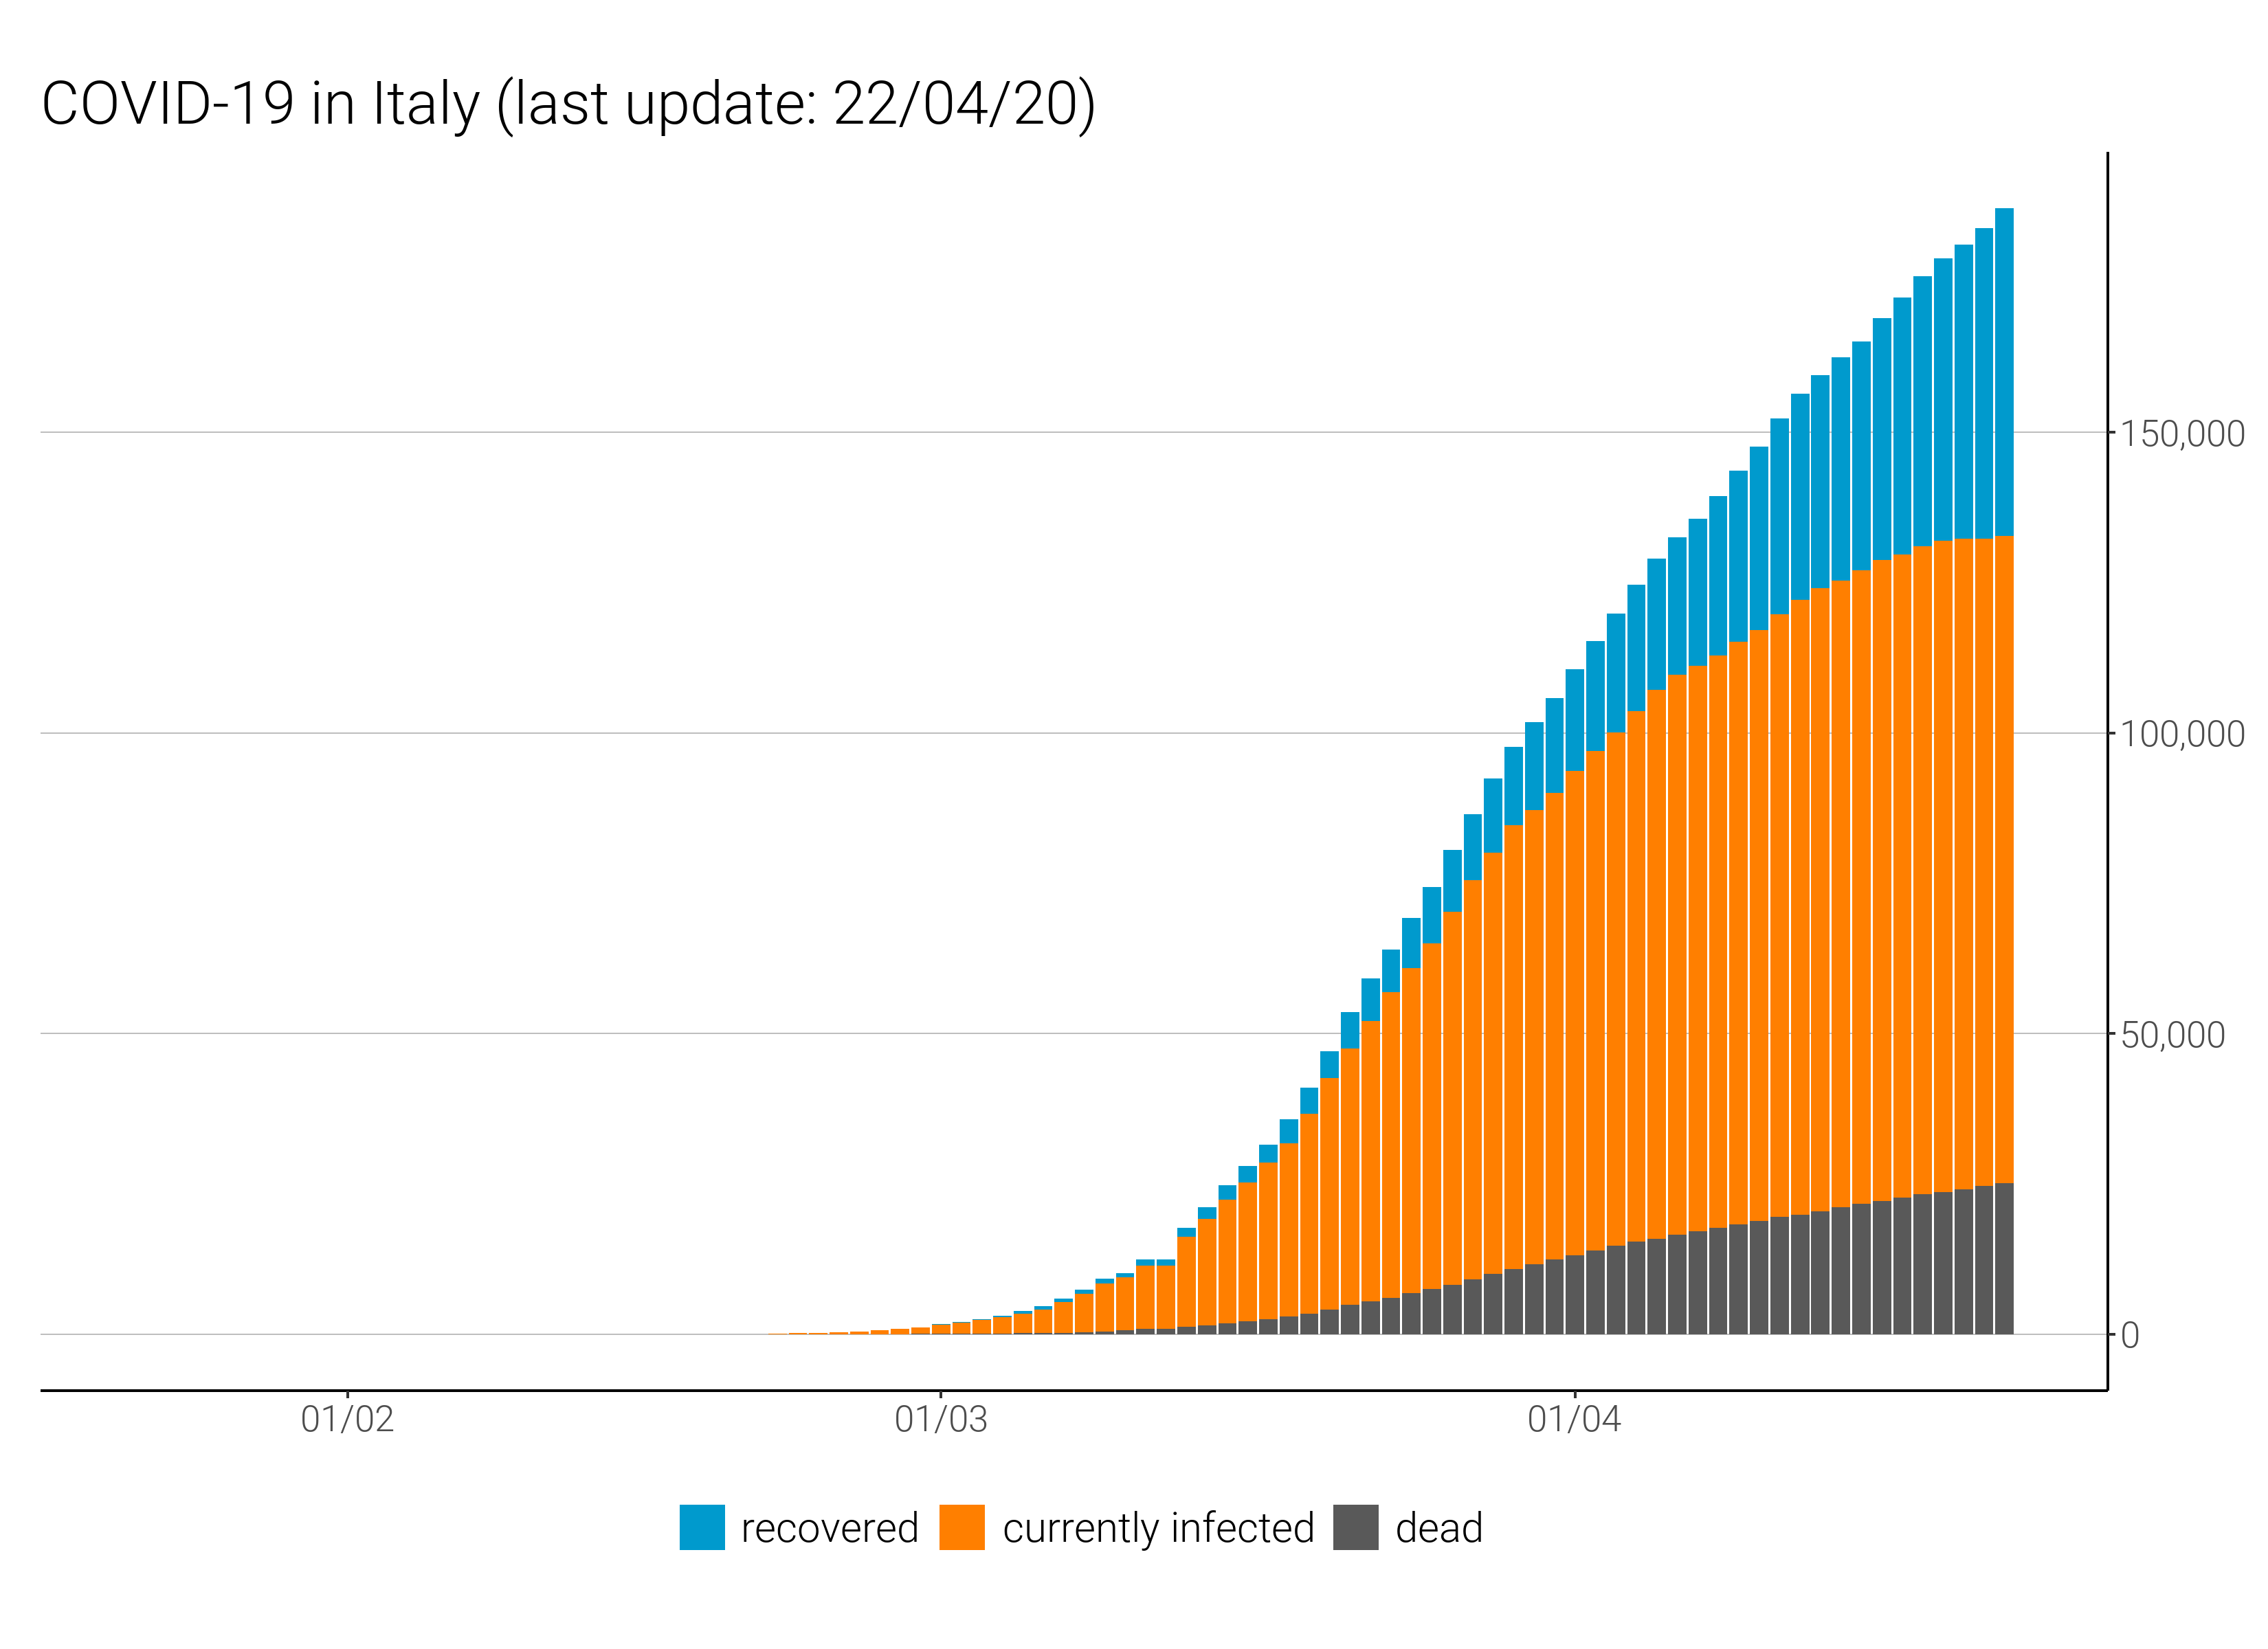 COVID-19 in Italy (last update: 22/04/20)
150,000
100,000
50,000
0
01/02 01/03 01/04
recovered currently infected dead